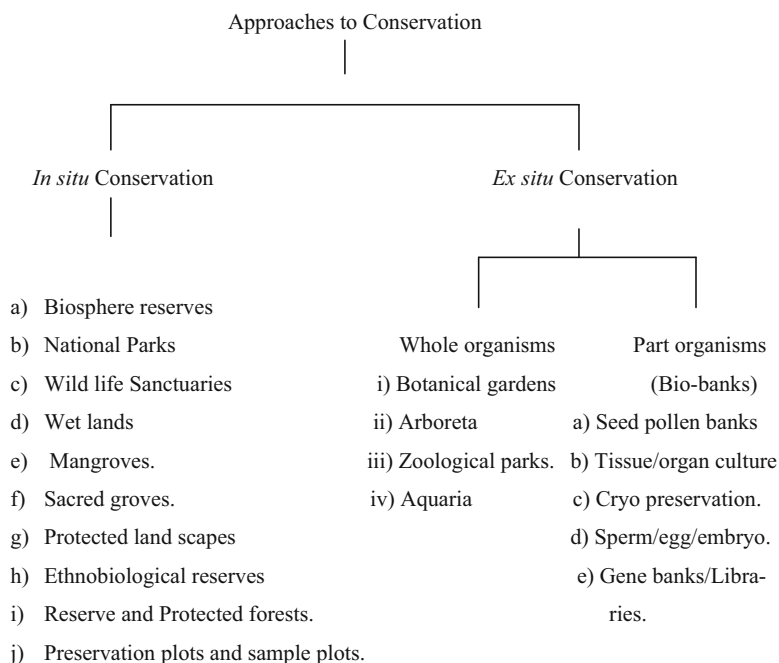 Approaches to Conservation
In situ Conservation
Ex situ Conservation
a) Biosphere reserves
b) National Parks
c) Wild life Sanctuaries
d) Wet lands
e) Mangroves.
f) Sacred groves.
g) Protected land scapes
h) Ethnobiological reserves
i) Reserve and Protected forests.
j) Preservation plots and sample plots.
Whole organisms
i) Botanical gardens
ii) Arboreta
iii) Zoological parks.
iv) Aquaria
Part organisms
(Bio-banks)
a) Seed pollen banks
b) Tissue/organ culture
c) Cryo preservation.
d) Sperm/egg/embryo.
e) Gene banks/Libra-
ries.